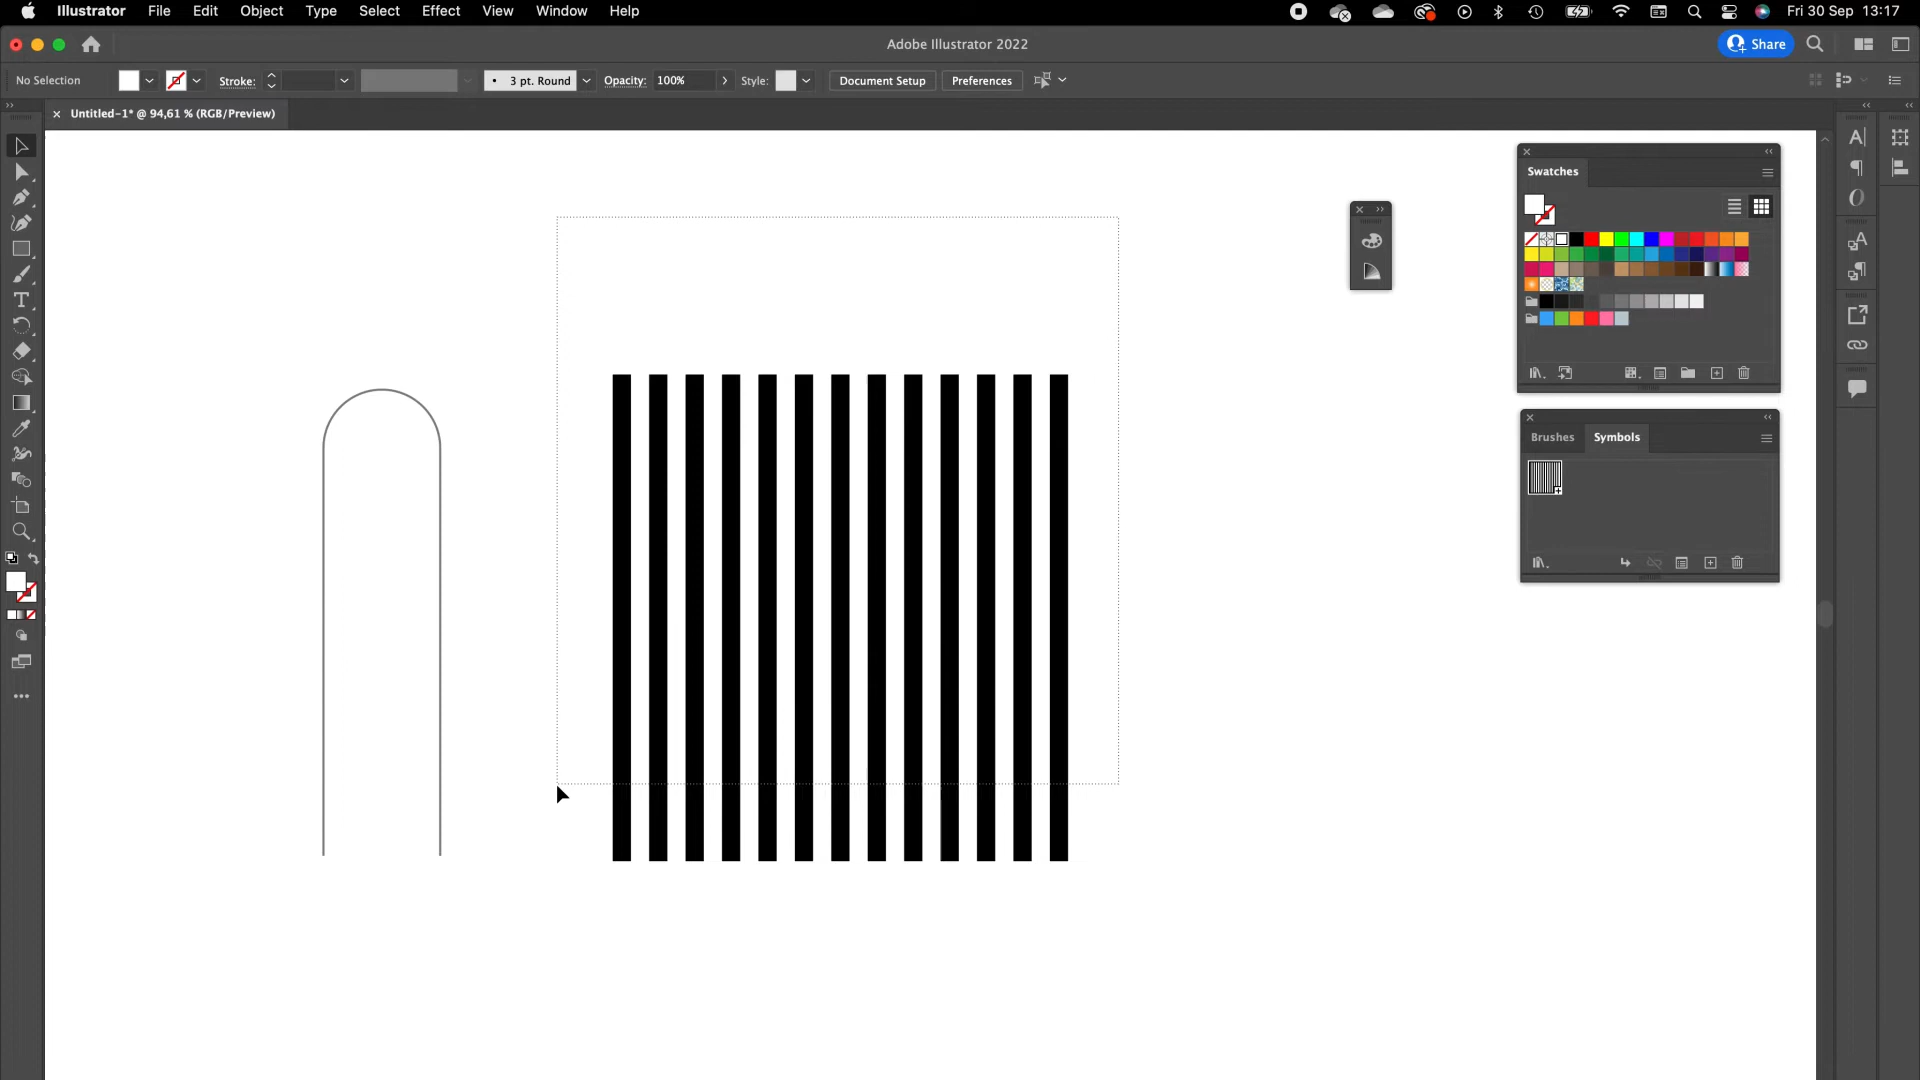 Illustrator File Edit Object Type Select Effect View Window Help Fri 30 Sep 13:17
Adobe Illustrator 2022 Share
No Selection Stroke: 3 pt. Round Opacity: 100% Style: Document Setup Preferences
Untitled-1* @ 94,61 % (RGB/Preview)
Swatches
Brushes Symbols